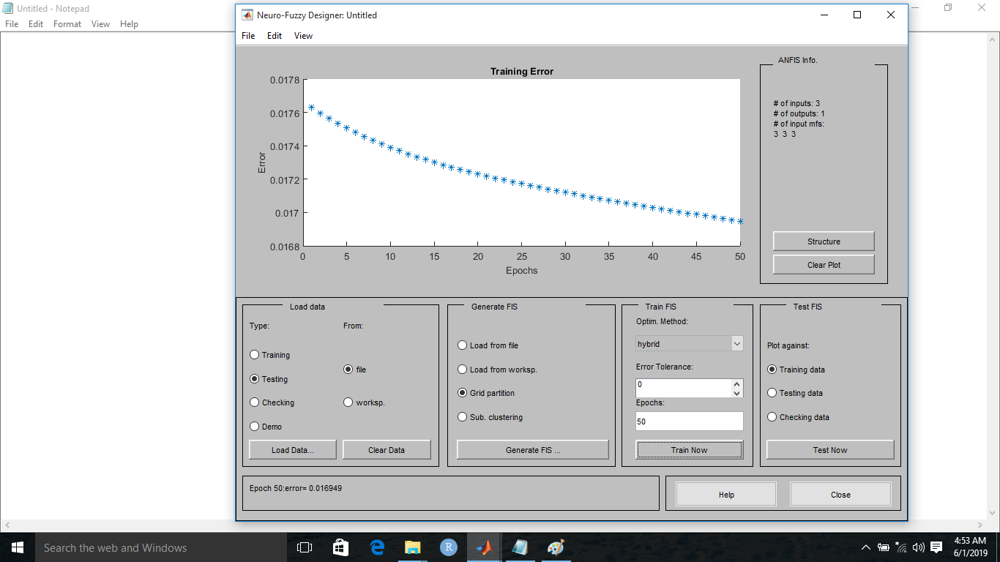 Untitled - Notepad
File Edit Format View Help
Neuro-Fuzzy Designer: Untitled
File Edit View
Training Error
0.0178
0.0176
0.0174
0.0172
0.017
0.0168
Error
0 5 10 15 20 25 30 35 40 45 50
Epochs
ANFIS Info.
# of inputs: 3
# of outputs: 1
# of input mfs:
3 3 3
Structure
Clear Plot
Load data
Type: From:
Training
file
Testing
Checking
worksp.
Demo
Load Data... Clear Data
Generate FIS
Load from file
Load from worksp.
Grid partition
Sub. clustering
Generate FIS ...
Train FIS
Optim. Method:
hybrid
Error Tolerance:
0
Epochs:
50
Train Now
Test FIS
Plot against:
Training data
Testing data
Checking data
Test Now
Epoch 50:error= 0.016949
Help Close
Search the web and Windows
R
4:53 AM
6/1/2019